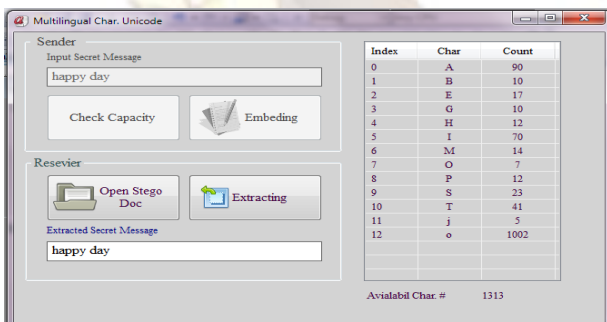 Multilingual Char. Unicode
Sender
Input Secret Message
happy day
Check Capacity
Embeding
Resevier
Open Stego
Doc
Extracting
Extracted Secret Message
happy day
Index Char Count
0 A 90
1 B 10
2 E 17
3 G 10
4 H 12
5 I 70
6 M 14
7 O 7
8 P 12
9 S 23
10 T 41
11 j 5
12 o 1002
Avialabil Char. # 1313